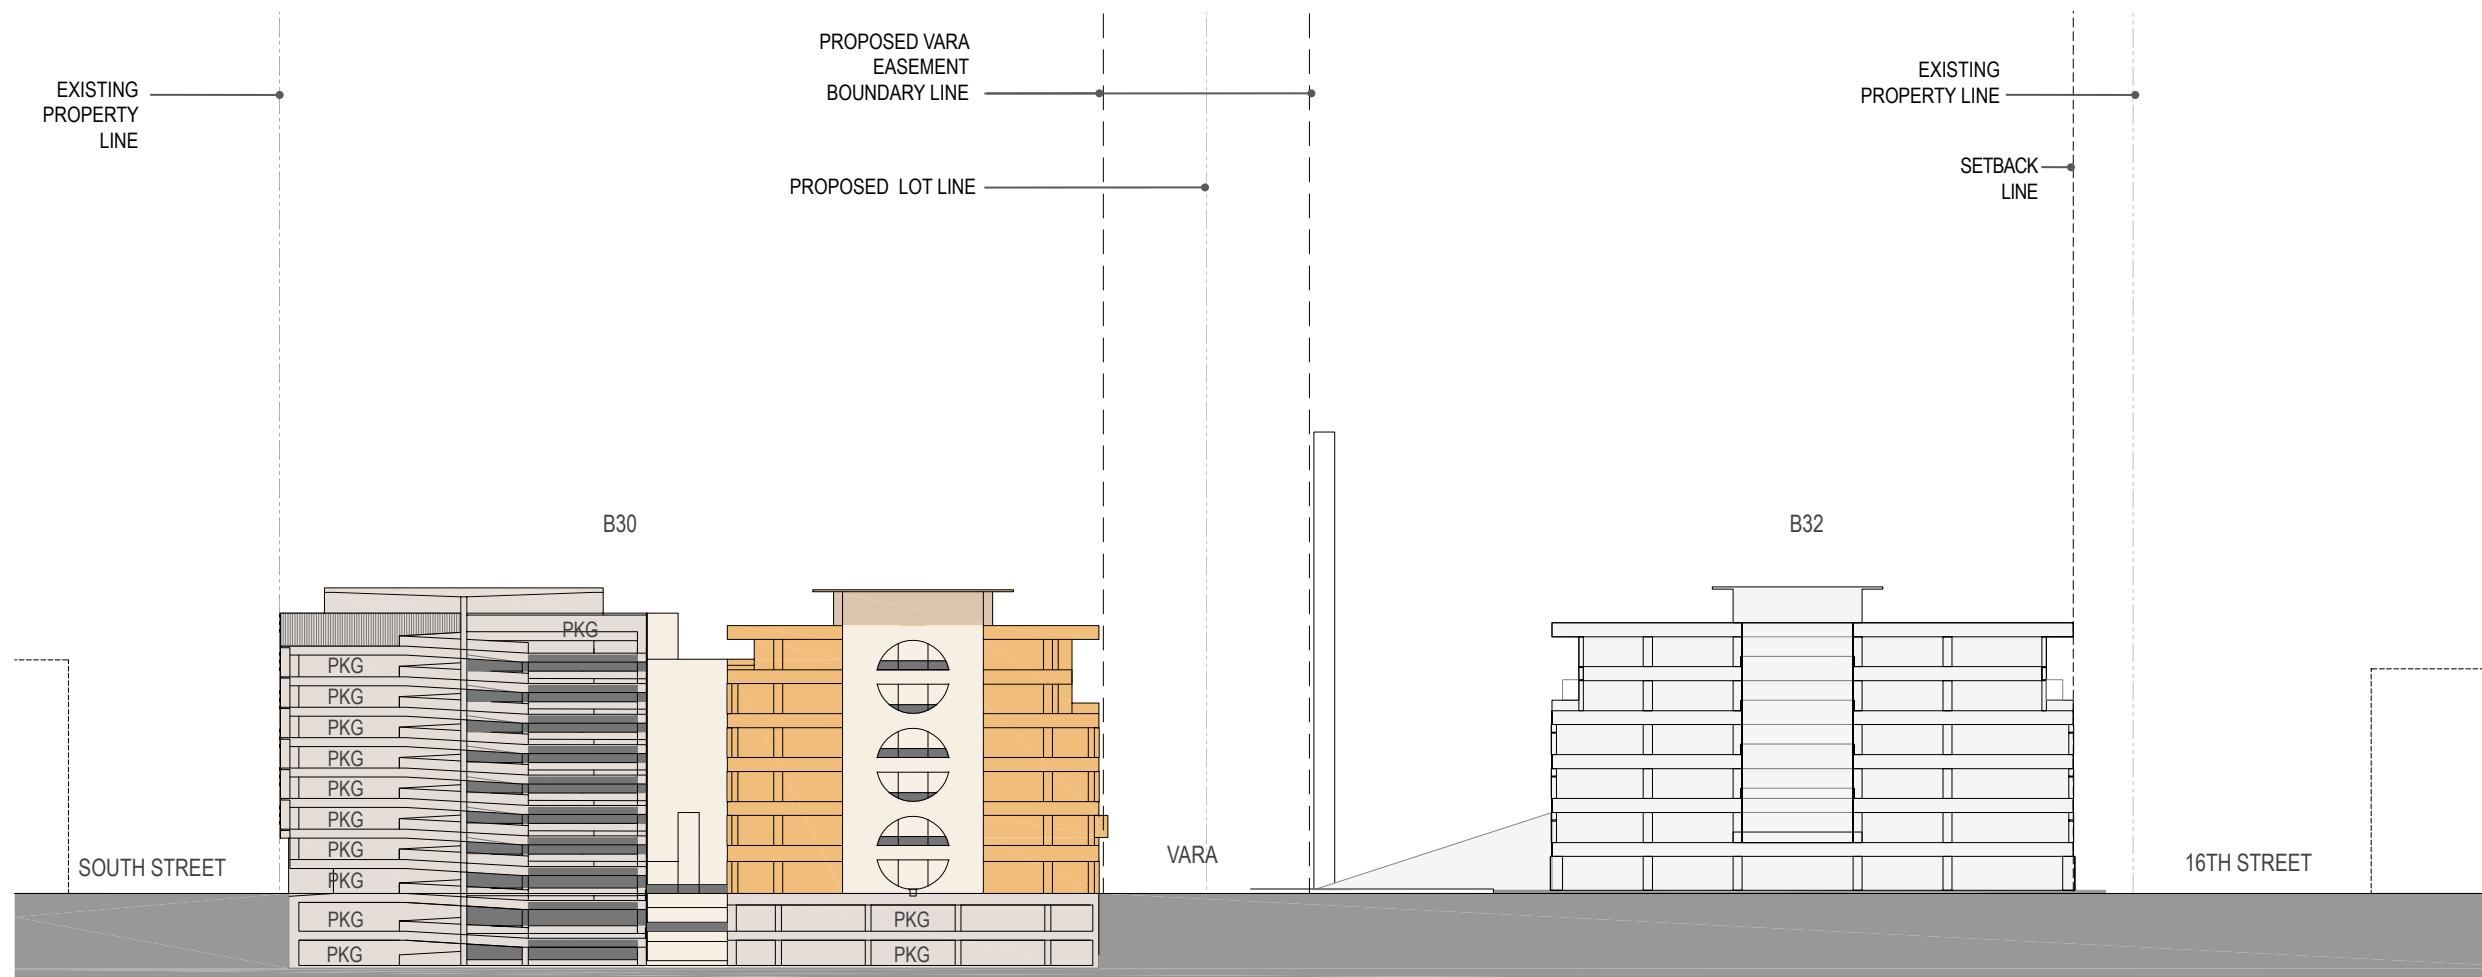 PROPOSED VARA
EASEMENT
BOUNDARY LINE
EXISTING
PROPERTY LINE
EXISTING
PROPERTY
LINE
SETBACK
LINE
PROPOSED LOT LINE
B30
B32
PKG
PKG
PKG
PKG
PKG
PKG
PKG
PKG
PKG
SOUTH STREET
VARA
16TH STREET
PKG
PKG
PKG
PKG